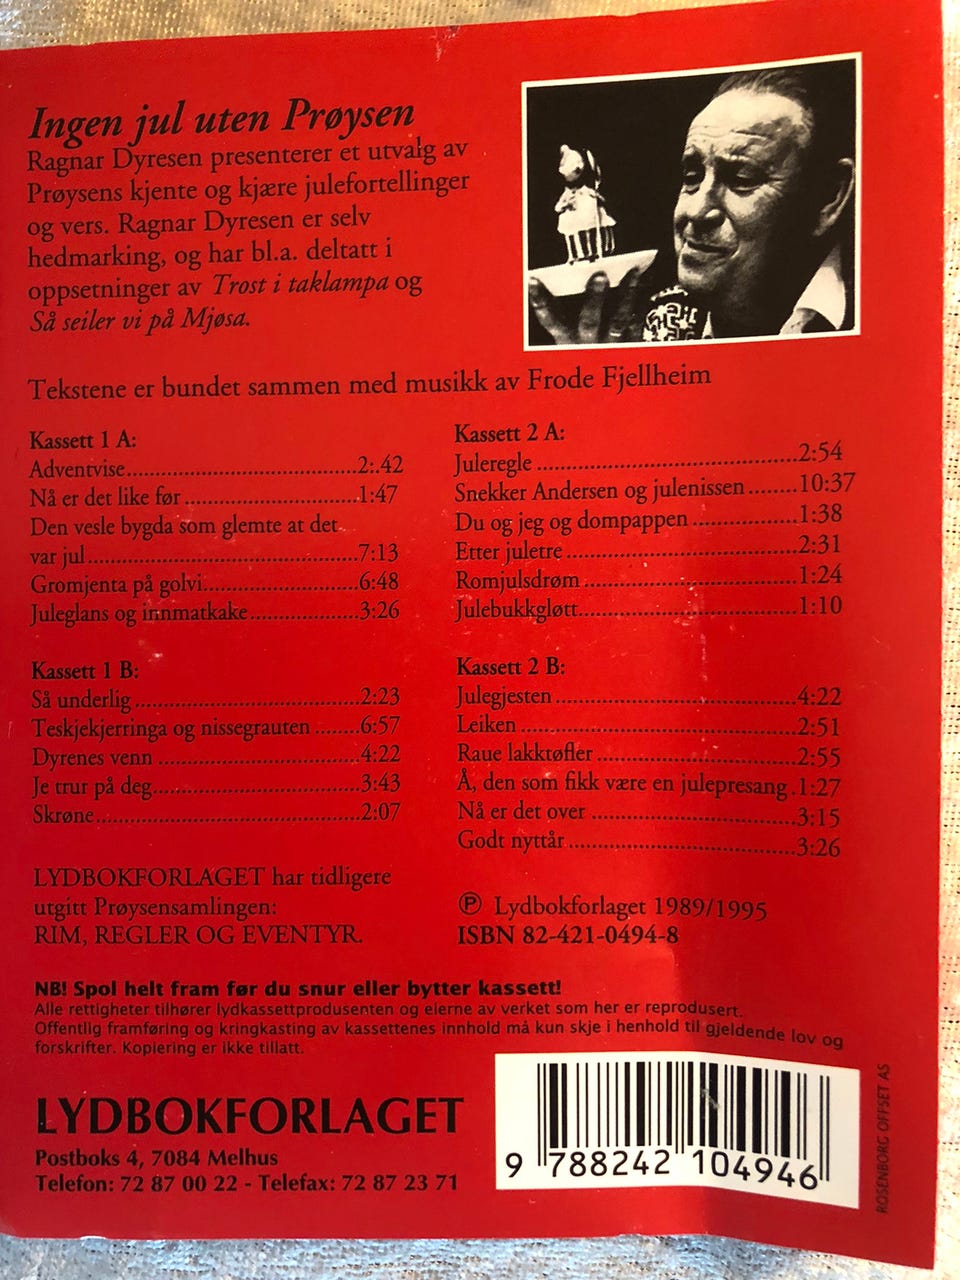 Ingen jul uten Prøysen
Ragnar Dyresen presenterer et utvalg av
Prøysens kjente og kjære julefortellinger
og vers. Ragnar Dyresen er selv
hedmarking, og har bl.a. deltatt i
oppsetninger av Trost i taklampa og
Så seiler vi på Mjøsa.
Tekstene er bundet sammen med musikk av Frode Fjellheim
Kassett 1 A:
Adventvise....................................2:.42
Nå er det like før...........................1:47
Den vesle bygda som glemte at det
var jul..........................................7:13
Gromjenta på golvi........................6:48
Juleglans og innmatkake.................3:26
Kassett 1 B:
Så underlig...................................2:23
Teskjekjerringa og nissegrauten.......6:57
Dyrenes venn ...............................4:22
Je trur på deg................................3:43
Skrøne..........................................2:07
Kassett 2 A:
Juleregle........................................2:54
Snekker Andersen og julenissen........10:37
Du og jeg og dompappen................1:38
Etter juletre...................................2:31
Romjulsdrøm.................................1:24
Julebukkgløtt..................................1:10
Kassett 2 B:
Julegjesten.....................................4:22
Leiken...........................................2:51
Raue lakktøfler...............................2:55
Å, den som fikk være en julepresang.1:27
Nå er det over ...............................3:15
Godt nyttår...................................3:26
LYDBOKFORLAGET har tidligere
utgitt Prøysensamlingen:
RIM, REGLER OG EVENTYR.
Ⓟ Lydbokforlaget 1989/1995
ISBN 82-421-0494-8
NB! Spol helt fram før du snur eller bytter kassett!
Alle rettigheter tilhører lydkassettprodusenten og eierne av verket som her er reprodusert.
Offentlig framføring og kringkasting av kassettenes innhold må kun skje i henhold til gjeldende lov og
forskrifter. Kopiering er ikke tillatt.
LYDBOKFORLAGET
Postboks 4, 7084 Melhus
Telefon: 72 87 00 22 - Telefax: 72 87 23 71
9 788242 104946
ROSENBORG OFFSET AS